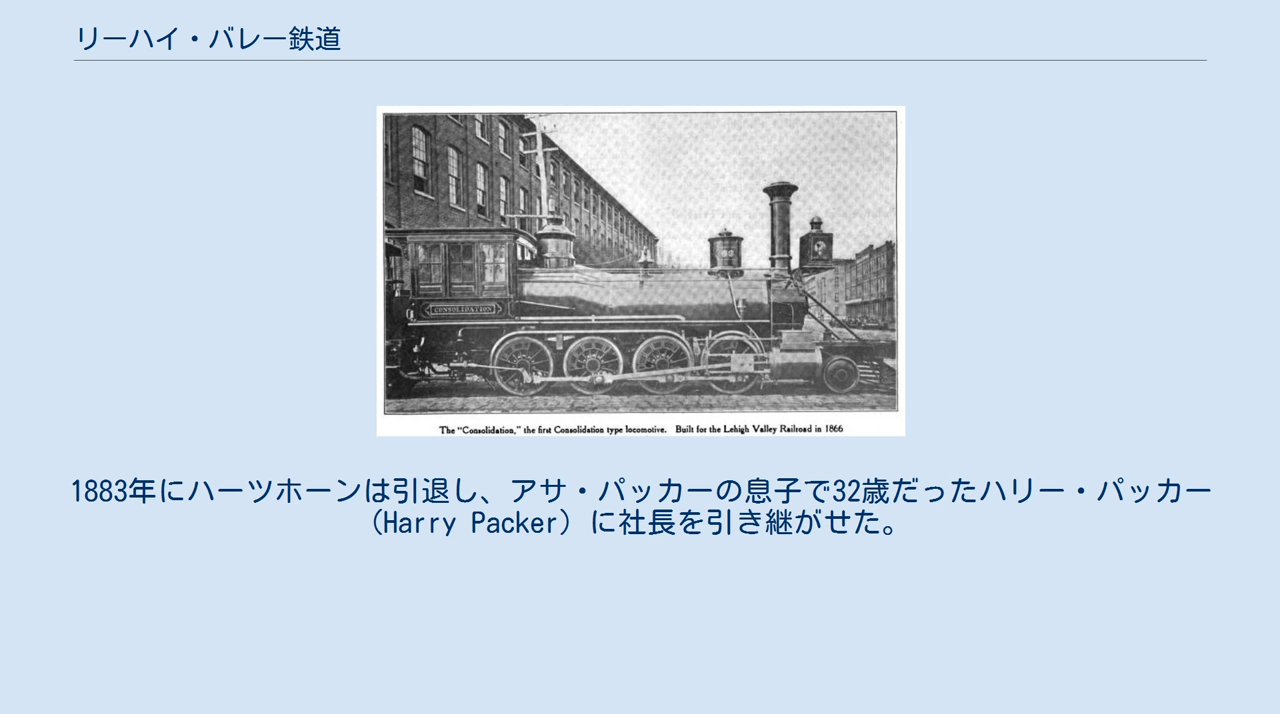 リーハイ・バレー鉄道
CONSOLIDATION
The "Consolidation," the first Consolidation type locomotive. Built for the Lehigh Valley Railroad in 1866
1883年にハーツホーンは引退し、アサ・パッカーの息子で32歳だったハリー・パッカー
（Harry Packer）に社長を引き継がせた。